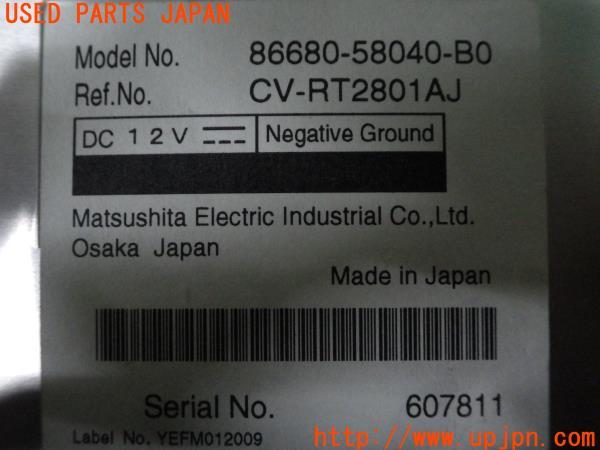 USED PARTS JAPAN
Model No. 86680-58040-B0
Ref.No. CV-RT2801AJ
DC 12V Negative Ground
Matsushita Electric Industrial Co.,Ltd.
Osaka Japan
Made in Japan
Serial No. 607811
Label No. YEFM012009
http://www.upjpn.com